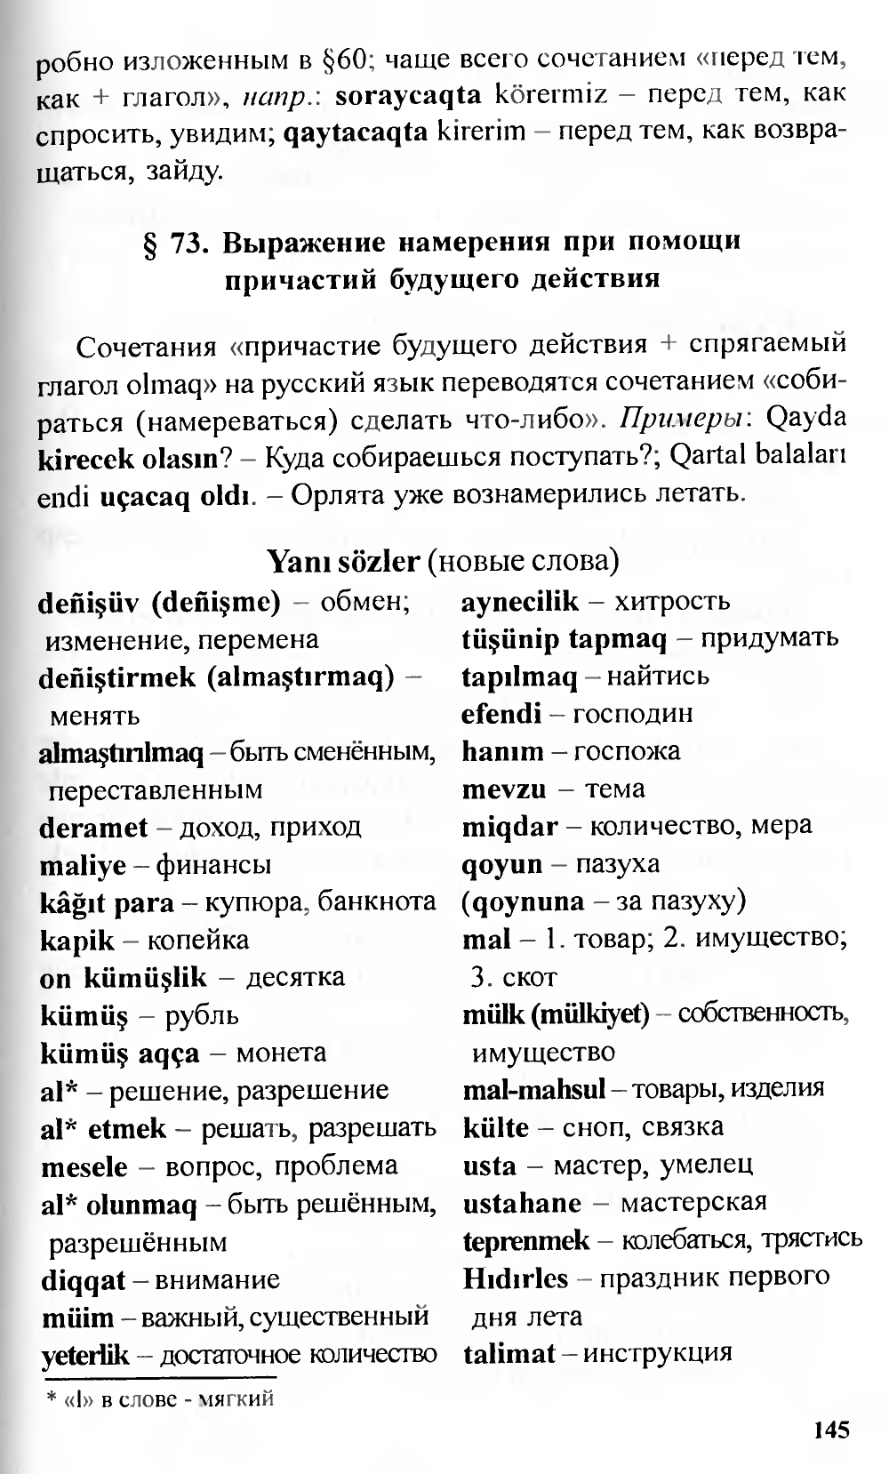 робно изложенным в §60; чаще всего сочетанием «перед тем,
как + глагол», напр.: soraycaqta körermiz – перед тем, как
спросить, увидим; qaytacaqta kirerim – перед тем, как возвра-
щаться, зайду.
§ 73. Выражение намерения при помощи
причастий будущего действия
Сочетания «причастие будущего действия + спрягаемый
глагол olmaq» на русский язык переводятся сочетанием «соби-
раться (намереваться) сделать что-либо». Примеры: Qayda
kirecek olasın? – Куда собираешься поступать?; Qartal balaları
endi uçacaq oldı. – Орлята уже вознамерились летать.
Yanı sözler (новые слова)
deñişüv (deñişme) – обмен;
изменение, перемена
deñiştirmek (almaştırmaq) –
менять
almaştırılmaq – быть сменённым,
переставленным
deramet – доход, приход
maliye – финансы
kâğıt para – купюра, банкнота
kapik – копейка
on kümüşlik – десятка
kümüş – рубль
kümüş aqça – монета
al* – решение, разрешение
al* etmek – решать, разрешать
mesele – вопрос, проблема
al* olunmaq – быть решённым,
разрешённым
diqqat – внимание
müim – важный, существенный
yeterlik – достаточное количество
aynecilik – хитрость
tüşünip tapmaq – придумать
tapılmaq – найтись
efendi – господин
hanım – госпожа
mevzu – тема
miqdar – количество, мера
qoyun – пазуха
(qoynuna – за пазуху)
mal – 1. товар; 2. имущество;
3. скот
mülk (mülkiyet) – собственность,
имущество
mal-mahsul – товары, изделия
külte – сноп, связка
usta – мастер, умелец
ustahane – мастерская
teprenmek – колебаться, трястись
Hıdırles – праздник первого
дня лета
talimat – инструкция
* «l» в слове - мягкий
145